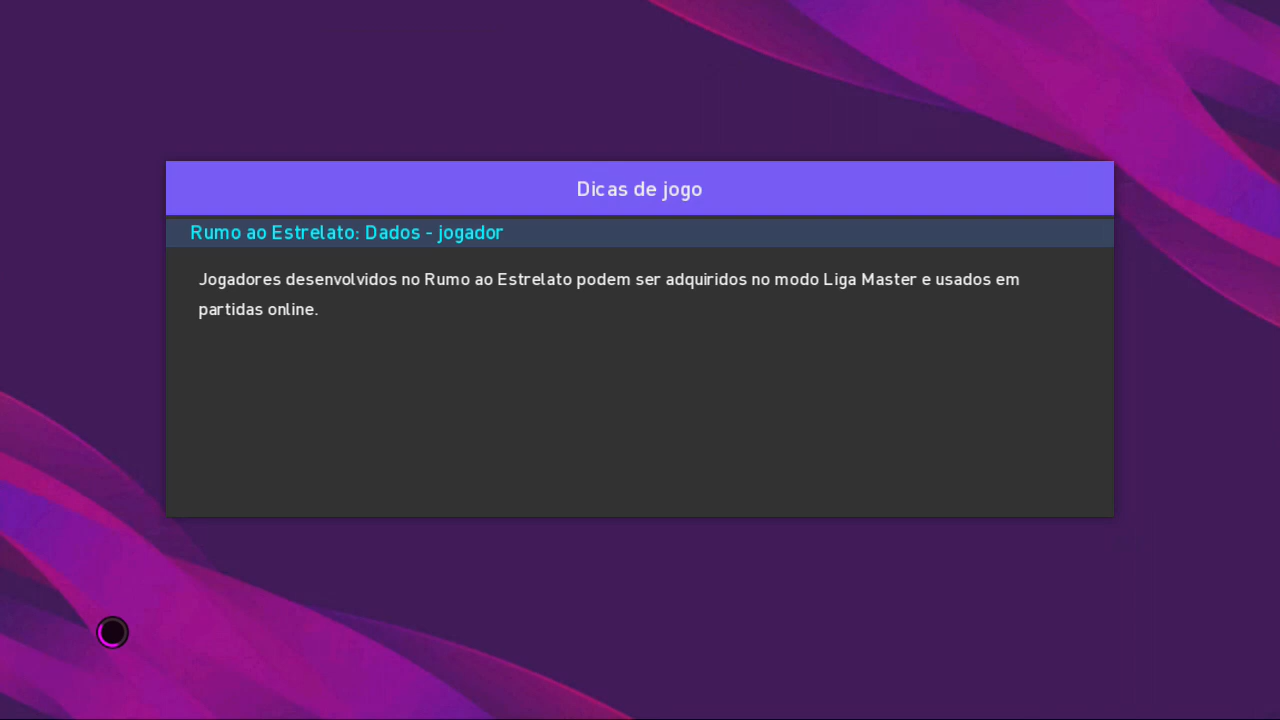 Dicas de jogo
Rumo ao Estrelato: Dados - jogador
Jogadores desenvolvidos no Rumo ao Estrelato podem ser adquiridos no modo Liga Master e usados em
partidas online.